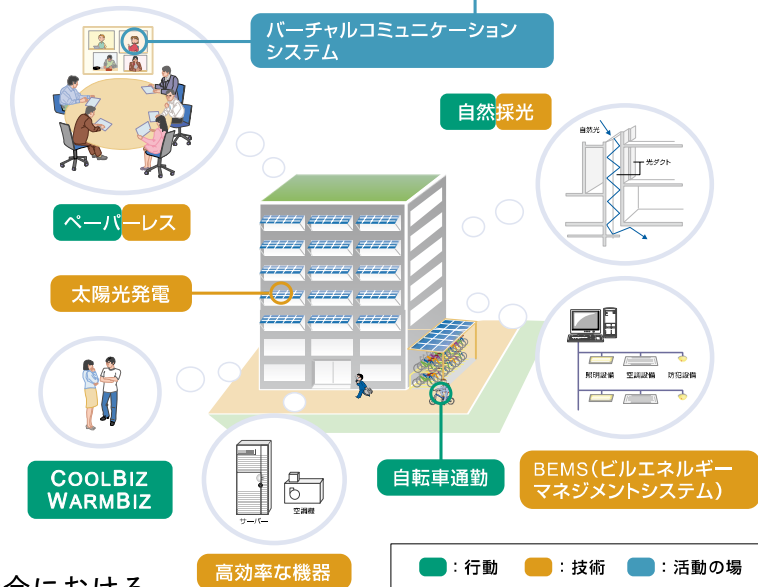 バーチャルコミュニケーション
システム
自然採光
自然光
光ダクト
ペーパーレス
太陽光発電
照明設備 空調設備 防犯設備
COOLBIZ
WARMBIZ
サーバー
空調機
自転車通勤
BEMS(ビルエネルギー
マネジメントシステム)
高効率な機器
:行動 :技術 :活動の場